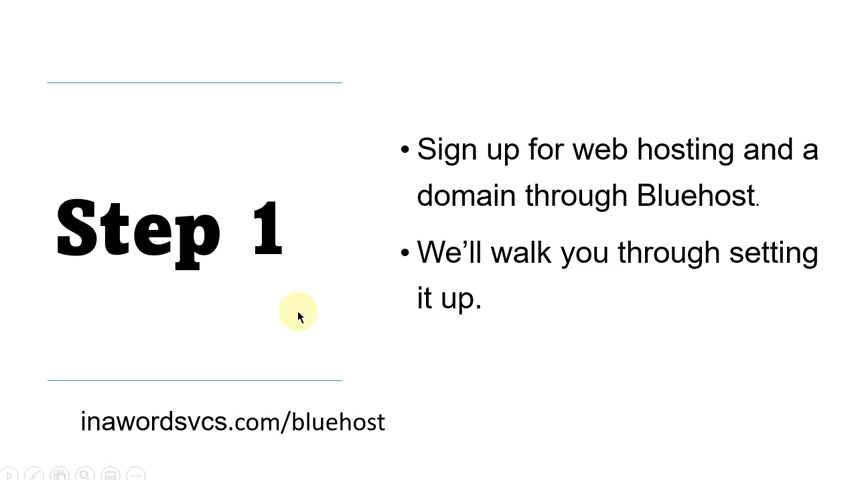 Step 1
• Sign up for web hosting and a
domain through Bluehost.
• We’ll walk you through setting
it up.
inawordsvcs.com/bluehost